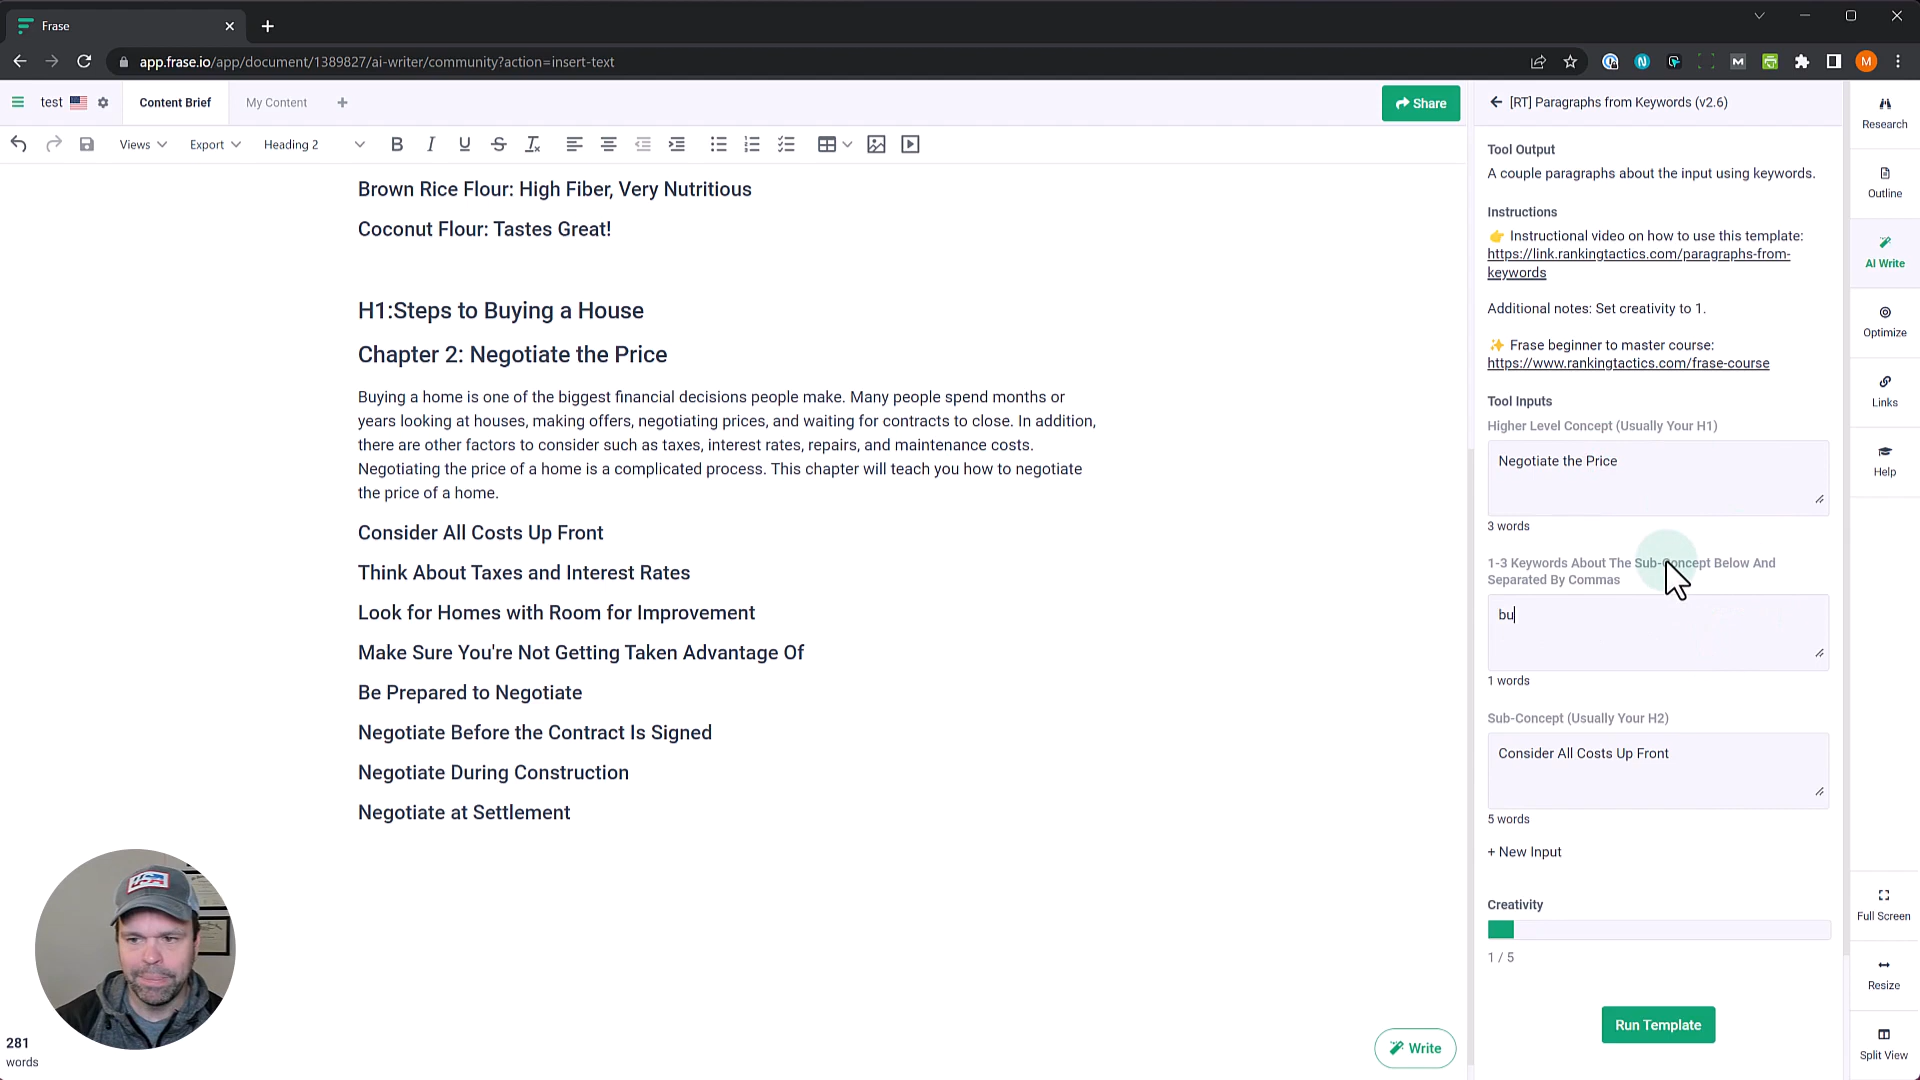 Frase
app.frase.io/app/document/1389827/ai-writer/community?action=insert-text
M
test
Content Brief
My Content
Share
[RT] Paragraphs from Keywords (v2.6)
Views
Export
Heading 2
B I U S
Brown Rice Flour: High Fiber, Very Nutritious
Coconut Flour: Tastes Great!
H1:Steps to Buying a House
Chapter 2: Negotiate the Price
Buying a home is one of the biggest financial decisions people make. Many people spend months or
years looking at houses, making offers, negotiating prices, and waiting for contracts to close. In addition,
there are other factors to consider such as taxes, interest rates, repairs, and maintenance costs.
Negotiating the price of a home is a complicated process. This chapter will teach you how to negotiate
the price of a home.
Consider All Costs Up Front
Think About Taxes and Interest Rates
Look for Homes with Room for Improvement
Make Sure You're Not Getting Taken Advantage Of
Be Prepared to Negotiate
Negotiate Before the Contract Is Signed
Negotiate During Construction
Negotiate at Settlement
281
words
Write
Tool Output
A couple paragraphs about the input using keywords.
Instructions
👉 Instructional video on how to use this template:
https://link.rankingtactics.com/paragraphs-from-
keywords
Additional notes: Set creativity to 1.
✨ Frase beginner to master course:
https://www.rankingtactics.com/frase-course
Tool Inputs
Higher Level Concept (Usually Your H1)
Negotiate the Price
3 words
1-3 Keywords About The Sub-Concept Below And
Separated By Commas
bu
1 words
Sub-Concept (Usually Your H2)
Consider All Costs Up Front
5 words
+ New Input
Creativity
1 / 5
Run Template
Research
Outline
AI Write
Optimize
Links
Help
Full Screen
Resize
Split View